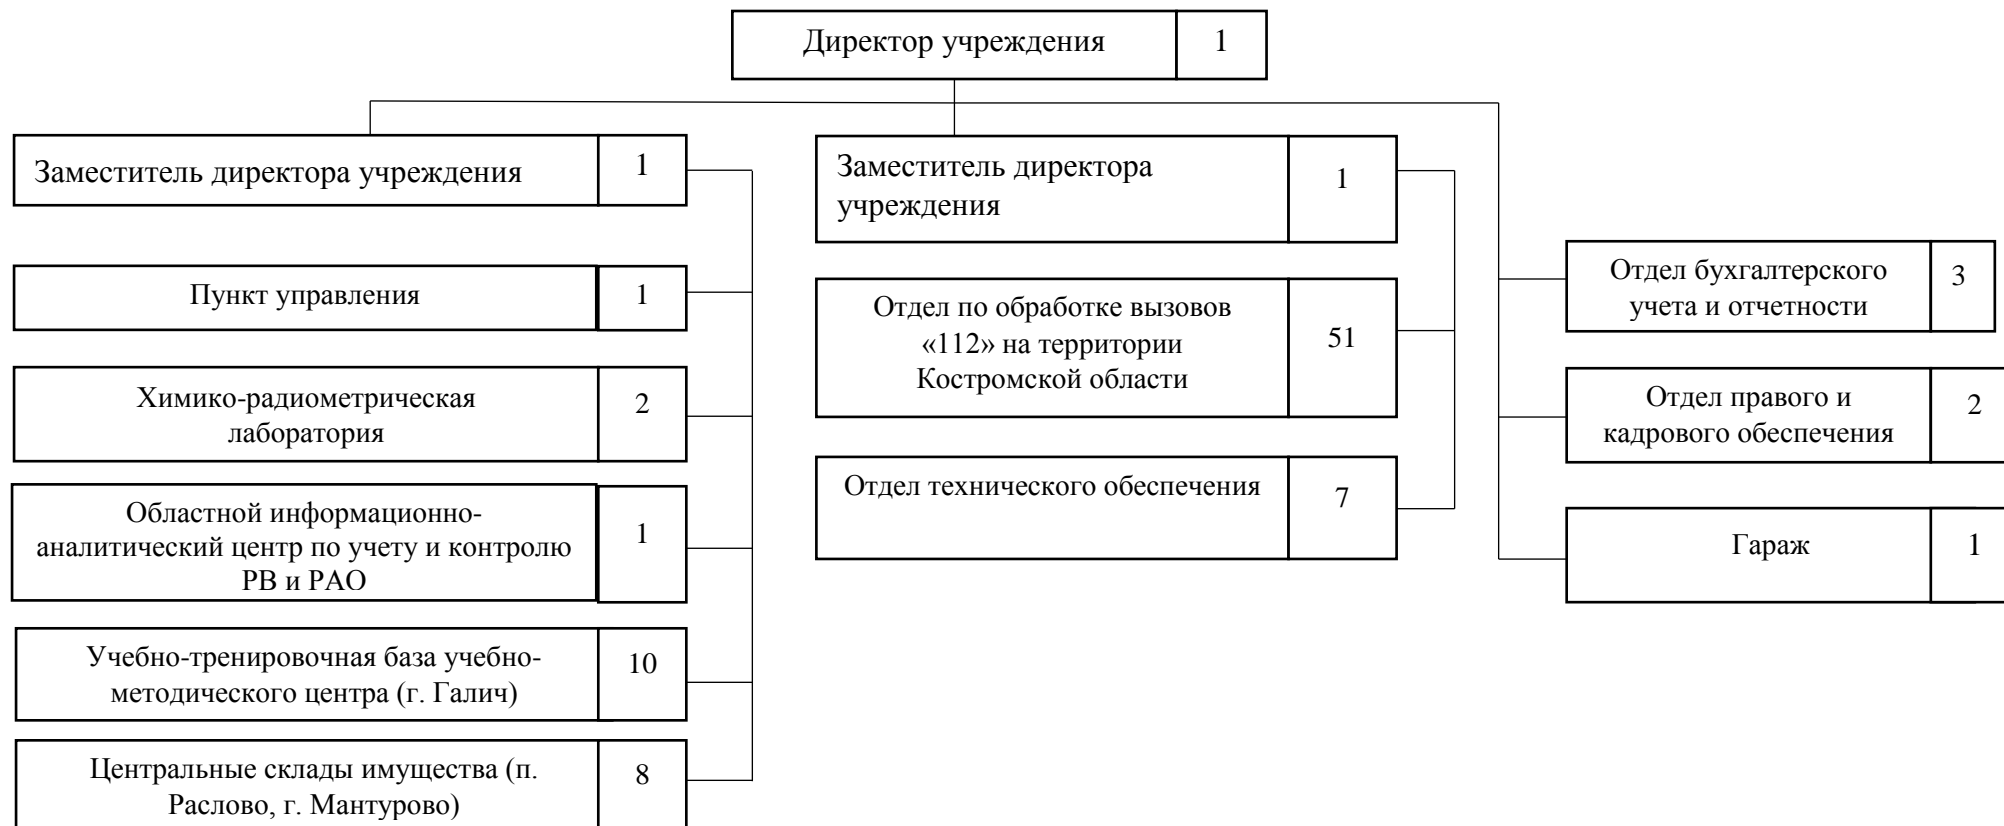 Директор учреждения
1
Заместитель директора учреждения
1
Пункт управления
1
Химико-радиометрическая
лаборатория
2
Областной информационно-
аналитический центр по учету и контролю
РВ и РАО
1
Учебно-тренировочная база учебно-
методического центра (г. Галич)
10
Центральные склады имущества (п.
Раслово, г. Мантурово)
8
Заместитель директора
учреждения
1
Отдел по обработке вызовов
«112» на территории
Костромской области
51
Отдел технического обеспечения
7
Отдел бухгалтерского
учета и отчетности
3
Отдел правого и
кадрового обеспечения
2
Гараж
1